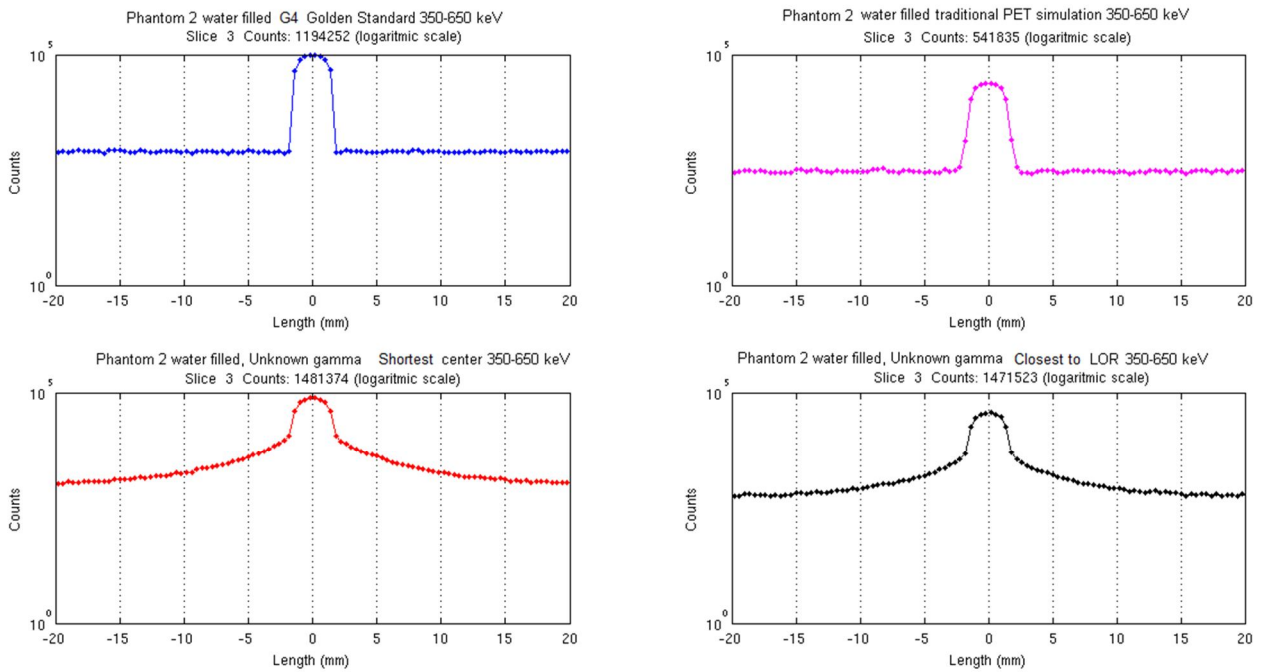 Phantom 2 water filled G4 Golden Standard 350-650 keV
Slice 3 Counts: 1194252 (logaritmic scale)
10^5
Counts
10^0
-20 -15 -10 -5 0 5 10 15 20
Length (mm)
Phantom 2 water filled traditional PET simulation 350-650 keV
Slice 3 Counts: 541835 (logaritmic scale)
10^5
Counts
10^0
-20 -15 -10 -5 0 5 10 15 20
Length (mm)
Phantom 2 water filled, Unknown gamma Shortest center 350-650 keV
Slice 3 Counts: 1481374 (logaritmic scale)
10^5
Counts
10^0
-20 -15 -10 -5 0 5 10 15 20
Length (mm)
Phantom 2 water filled, Unknown gamma Closest to LOR 350-650 keV
Slice 3 Counts: 1471523 (logaritmic scale)
10^5
Counts
10^0
-20 -15 -10 -5 0 5 10 15 20
Length (mm)